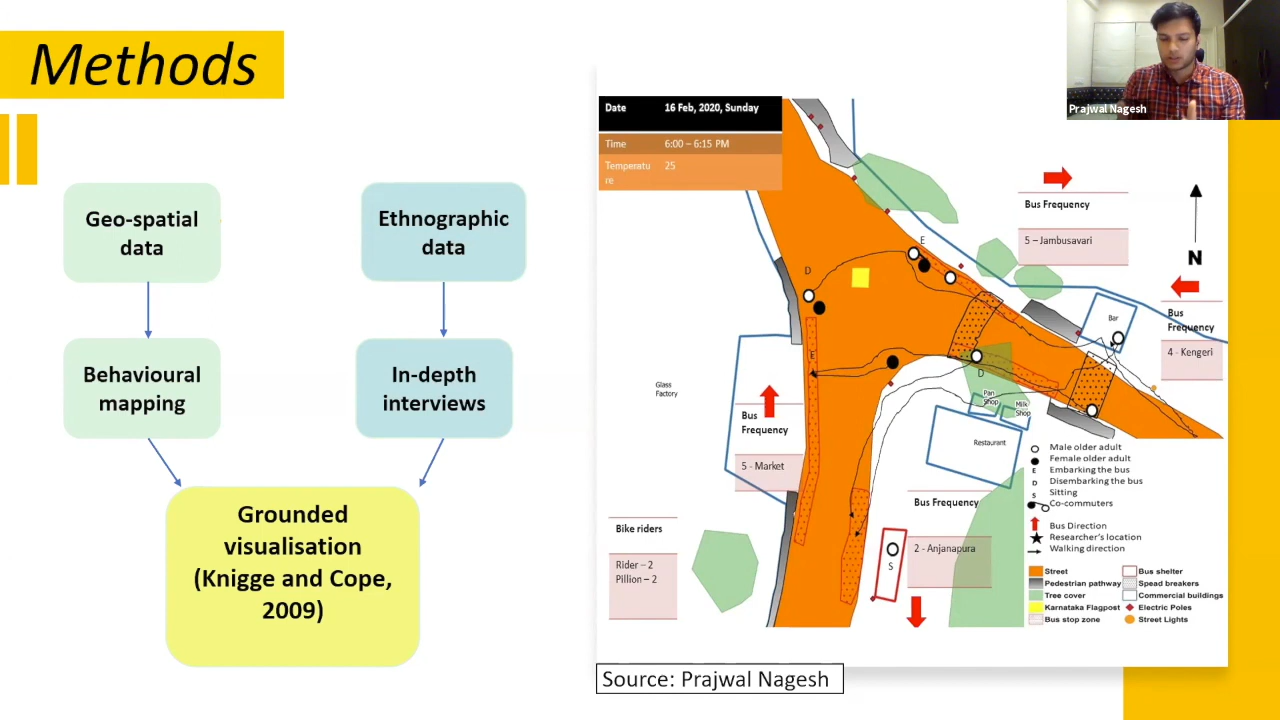 Methods
Prajwal Nagesh
Geo-spatial
data
Ethnographic
data
Behavioural
mapping
In-depth
interviews
Grounded
visualisation
(Knigge and Cope,
2009)
Date 16 Feb, 2020, Sunday
Time 6:00 – 6:15 PM
Temperatu
re 25
Bus Frequency
5 – Jambusavari
N
Bus
Frequency
4 - Kengeri
E
D
Bar
E
D
Pan
Shop
Milk
Shop
Glass
Factory
Bus
Frequency
5 - Market
Restaurant
Bus Frequency
2 - Anjanapura
S
Bike riders
Rider – 2
Pillion – 2
Male older adult
Female older adult
E Embarking the bus
D Disembarking the bus
S Sitting
Co-commuters
Bus Direction
Researcher's location
Walking direction
Street
Bus shelter
Pedestrian pathway
Spead breakers
Tree cover
Commercial buildings
Karnataka Flagpost
Electric Poles
Bus stop zone
Street Lights
Source: Prajwal Nagesh